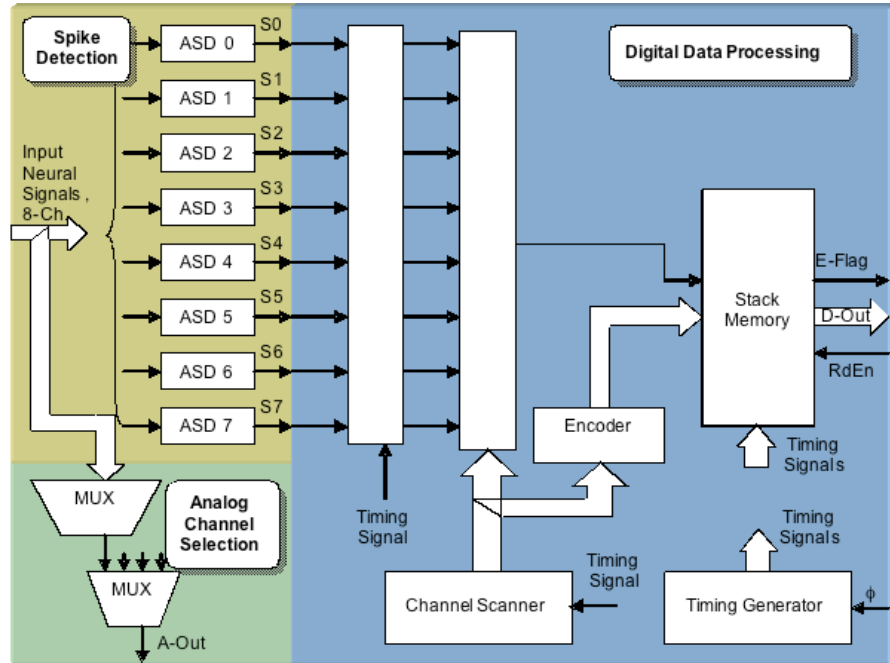 Spike
Detection
ASD 0
S0
ASD 1
S1
ASD 2
S2
ASD 3
S3
ASD 4
S4
ASD 5
S5
ASD 6
S6
ASD 7
S7
Input
Neural
Signals,
8-Ch.
Digital Data Processing
Stack
Memory
E-Flag
D-Out
RdEn
Encoder
Timing
Signals
Timing
Signal
Timing
Signal
Timing
Signals
Channel Scanner
Timing Generator
ϕ
MUX
Analog
Channel
Selection
MUX
A-Out